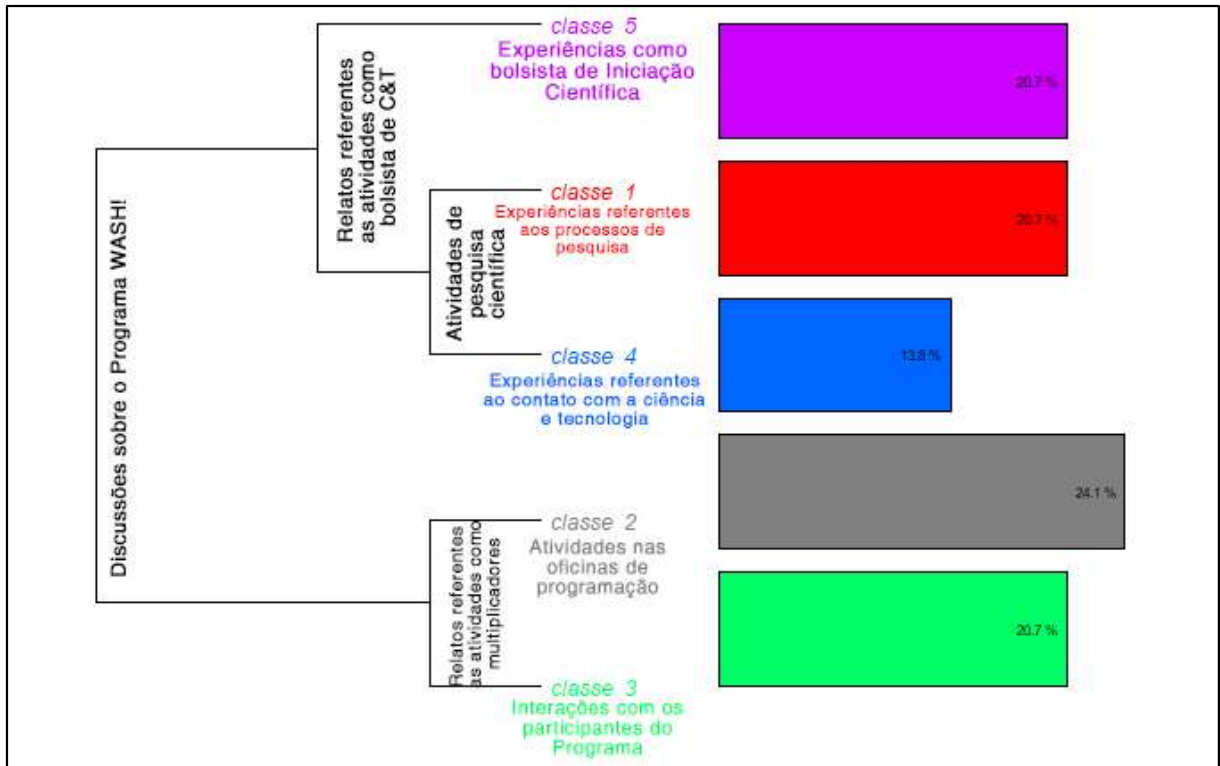 Discussões sobre o Programa WASH!
Relatos referentes
as atividades como
bolsista de C&T
classe 5
Experiências como
bolsista de Iniciação
Científica
20.7 %
Atividades de
pesquisa
científica
classe 1
Experiências referentes
aos processos de
pesquisa
20.7 %
classe 4
Experiências referentes
ao contato com a ciência
e tecnologia
13.8 %
Relatos referentes
as atividades como
multiplicadores
classe 2
Atividades nas
oficinas de
programação
24.1 %
classe 3
Interações com os
participantes do
Programa
20.7 %